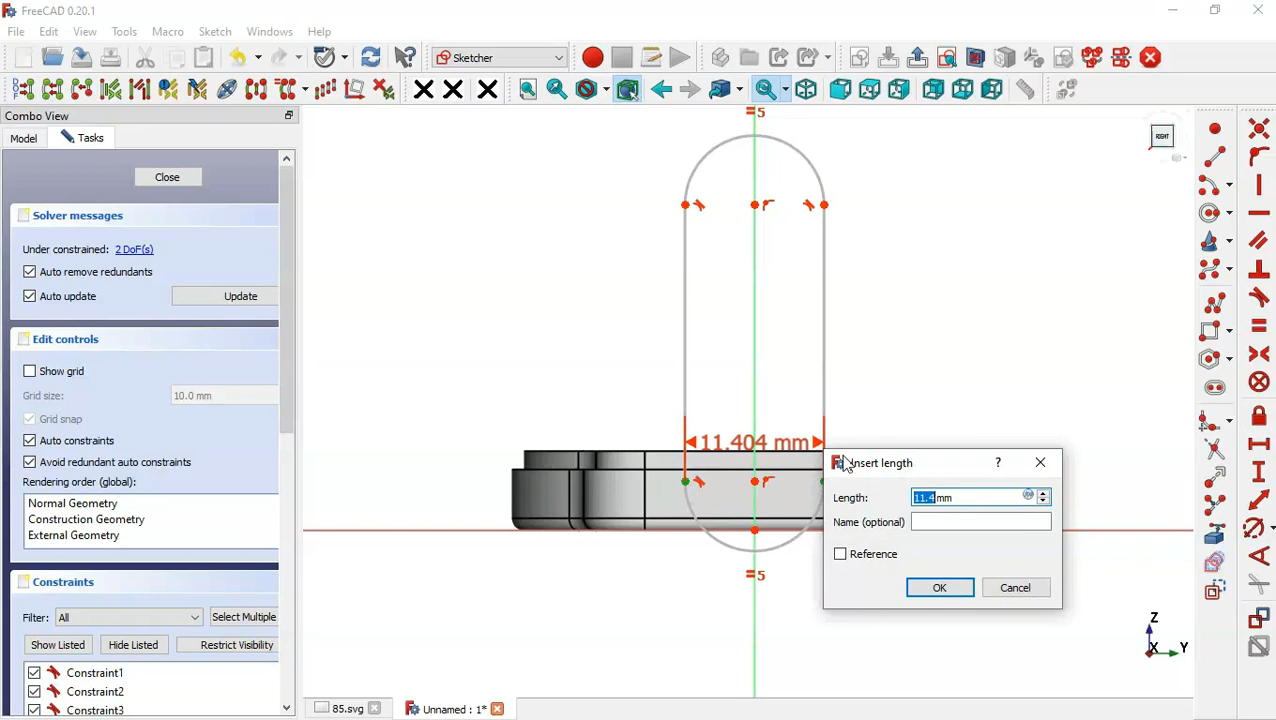 FreeCAD 0.20.1
File Edit View Tools Macro Sketch Windows Help
Sketcher
Combo View
Model Tasks
Close
Solver messages
Under constrained: 2 DoF(s)
Auto remove redundants
Auto update Update
Edit controls
Show grid
Grid size: 10.0 mm
Grid snap
Auto constraints
Avoid redundant auto constraints
Rendering order (global):
Normal Geometry
Construction Geometry
External Geometry
Constraints
Filter: All Select Multiple
Show Listed Hide Listed Restrict Visibility
Constraint1
Constraint2
Constraint3
5
RIGHT
11.404 mm
5
Insert length ?
Length: 11.4 mm
Name (optional)
Reference
OK Cancel
Z
X Y
85.svg Unnamed : 1*